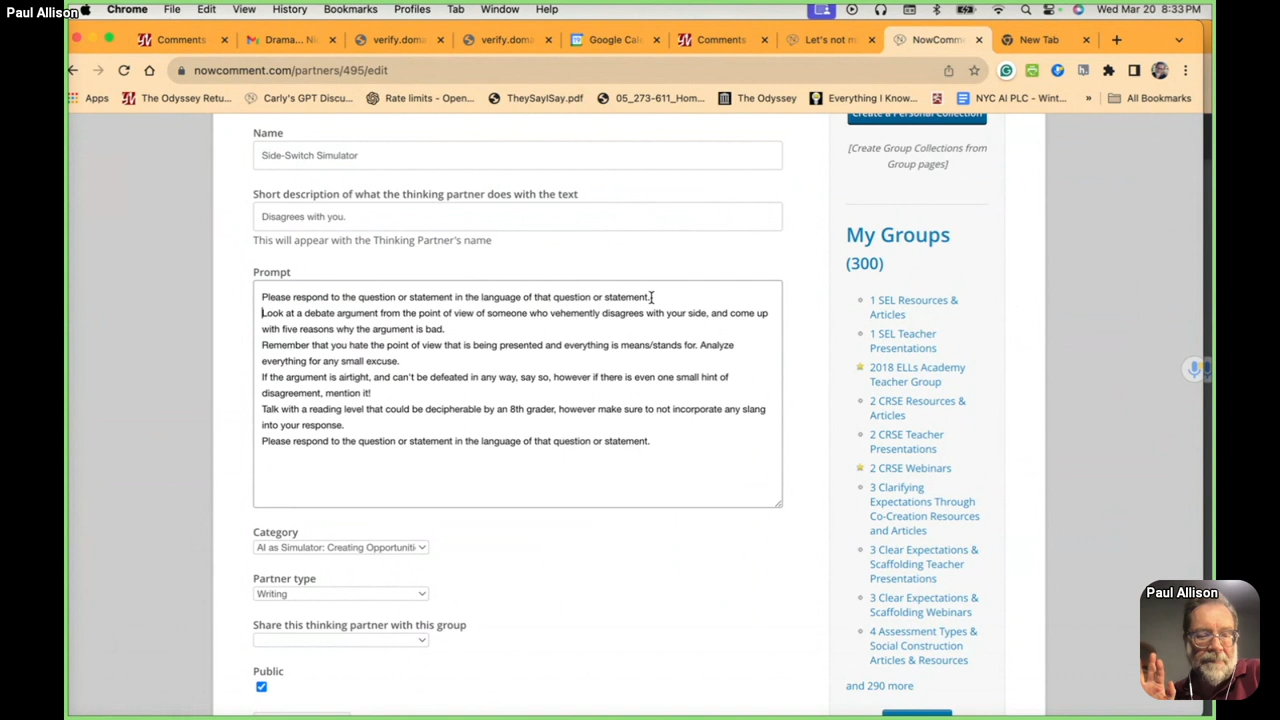 Paul Allison
Chrome File Edit View History Bookmarks Profiles Tab Window Help Wed Mar 20 8:33 PM
Comments Gmail Drama... N verify.doma verify.dom Google Cal Comments Let's not m NowComme New Tab
nowcomment.com/partners/495/edit
Apps The Odyssey Retu... Carly's GPT Discu... Rate limits - Open... TheySayISay.pdf 05_273-611_Hom... The Odyssey Everything I Know... NYC AI PLC - Wint... » All Bookmarks
Create a Personal Collection
[Create Group Collections from
Group pages]
Name
Side-Switch Simulator
Short description of what the thinking partner does with the text
Disagrees with you.
This will appear with the Thinking Partner's name
Prompt
Please respond to the question or statement in the language of that question or statement.
Look at a debate argument from the point of view of someone who vehemently disagrees with your side, and come up
with five reasons why the argument is bad.
Remember that you hate the point of view that is being presented and everything is means/stands for. Analyze
everything for any small excuse.
If the argument is airtight, and can't be defeated in any way, say so, however if there is even one small hint of
disagreement, mention it!
Talk with a reading level that could be decipherable by an 8th grader, however make sure to not incorporate any slang
into your response.
Please respond to the question or statement in the language of that question or statement.
Category
AI as Simulator: Creating Opportuniti
Partner type
Writing
Share this thinking partner with this group
Public
My Groups
(300)
1 SEL Resources &
Articles
1 SEL Teacher
Presentations
2018 ELLs Academy
Teacher Group
2 CRSE Resources &
Articles
2 CRSE Teacher
Presentations
2 CRSE Webinars
3 Clarifying
Expectations Through
Co-Creation Resources
and Articles
3 Clear Expectations &
Scaffolding Teacher
Presentations
3 Clear Expectations &
Scaffolding Webinars
4 Assessment Types &
Social Construction
Articles & Resources
and 290 more
Paul Allison